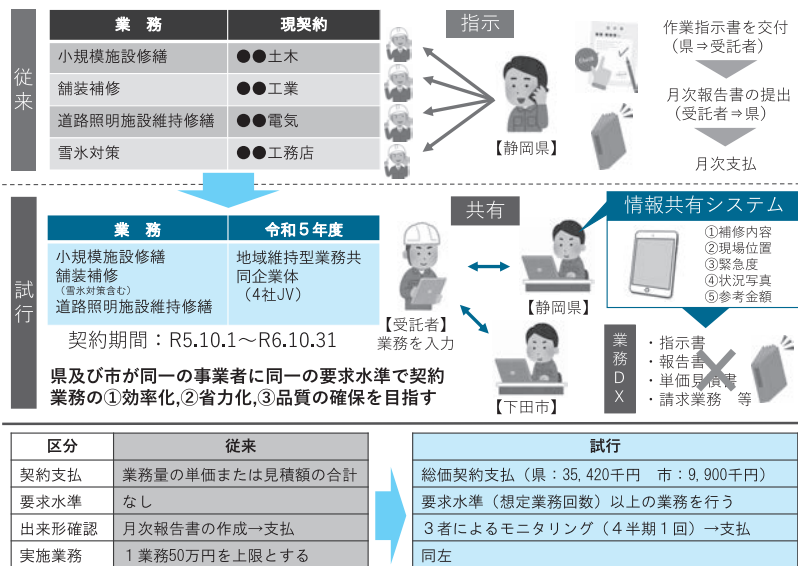 従来
業務 現契約
小規模施設修繕 ●●土木
舗装補修 ●●工業
道路照明施設維持修繕 ●●電気
雪氷対策 ●●工務店
指示
【静岡県】
Check
作業指示書を交付
(県⇒受託者)
月次報告書の提出
(受託者⇒県)
月次支払
試行
業務 令和5年度
小規模施設修繕
舗装補修
(雪氷対策含む)
道路照明施設維持修繕
地域維持型業務共
同企業体
(4社JV)
契約期間:R5.10.1~R6.10.31
県及び市が同一の事業者に同一の要求水準で契約
業務の①効率化,②省力化,③品質の確保を目指す
共有
【受託者】
業務を入力
【静岡県】
【下田市】
情報共有システム
①補修内容
②現場位置
③緊急度
④状況写真
⑤参考金額
業務DX
・指示書
・報告書
・単価見積書
・請求業務 等
区分 従来 試行
契約支払 業務量の単価または見積額の合計 総価契約支払(県:35,420千円 市:9,900千円)
要求水準 なし 要求水準(想定業務回数)以上の業務を行う
出来形確認 月次報告書の作成→支払 3者によるモニタリング(4半期1回)→支払
実施業務 1業務50万円を上限とする 同左